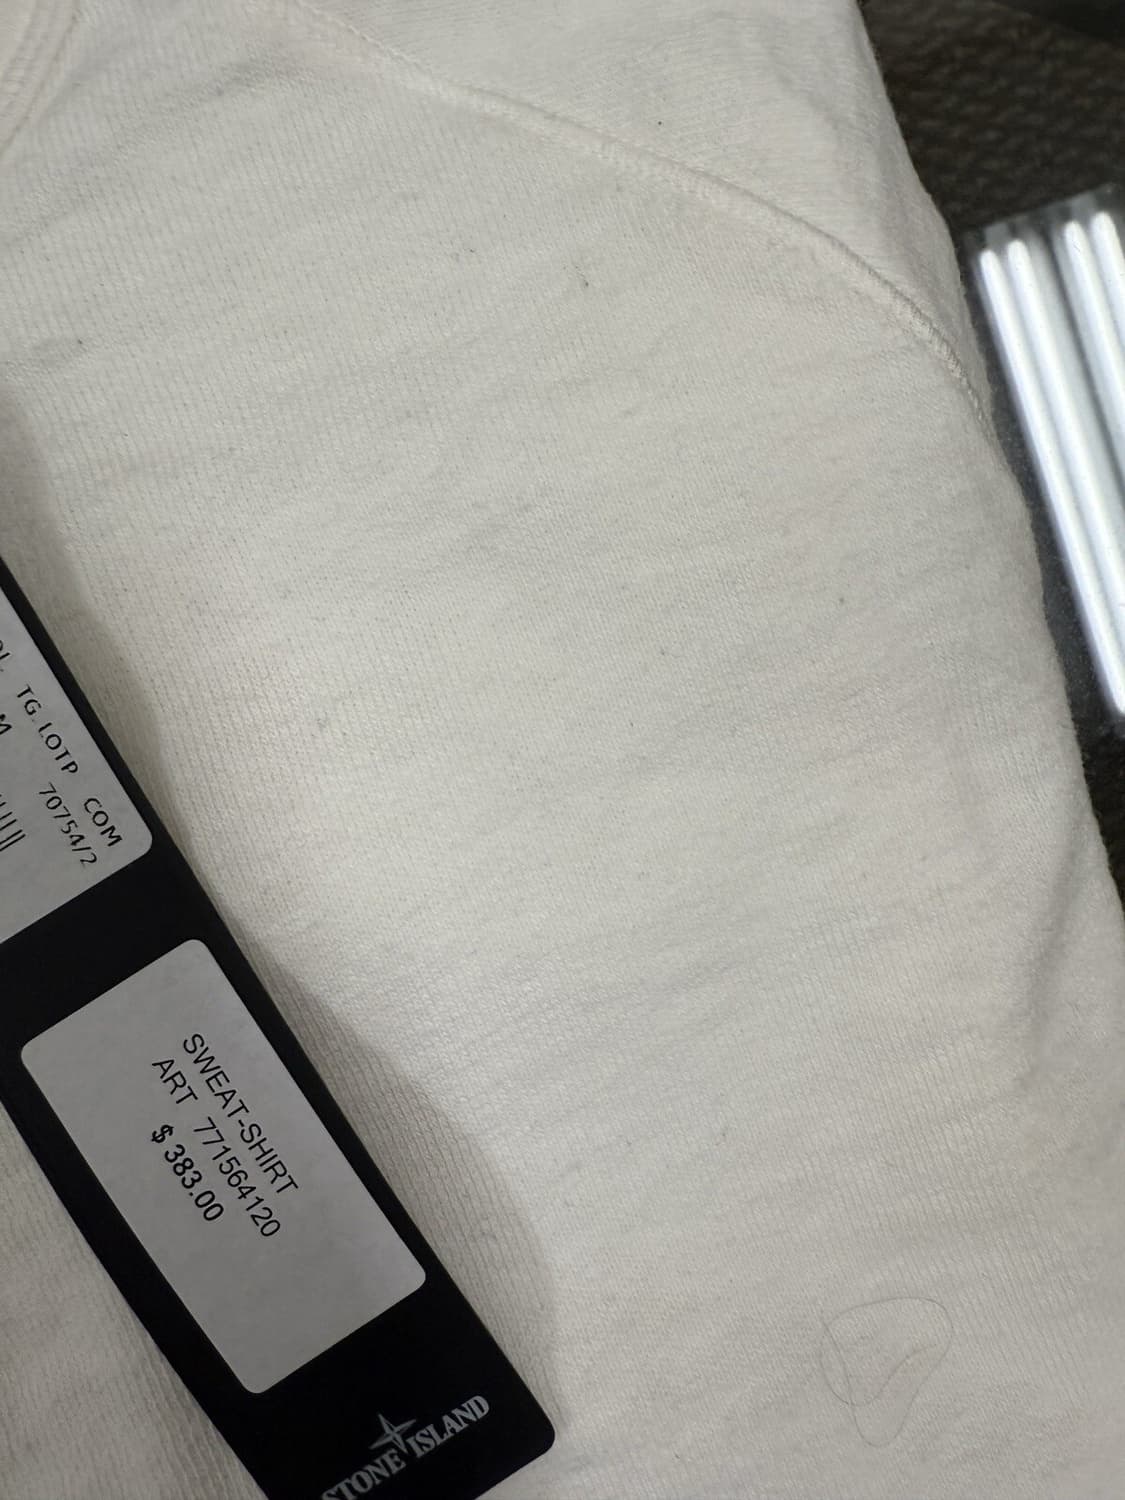 TG.LOTP COM
M 70754/2
SWEAT-SHIRT
ART 771564120
$ 383.00
STONE ISLAND